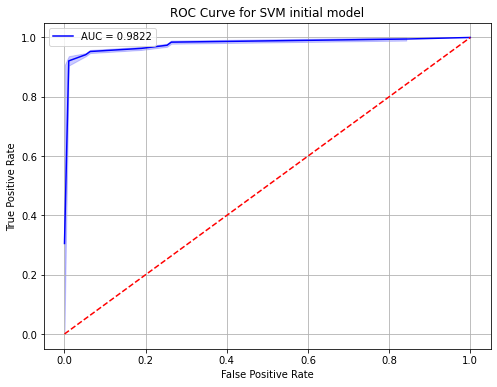 ROC Curve for SVM initial model
AUC = 0.9822
True Positive Rate
1.0
0.8
0.6
0.4
0.2
0.0
0.0 0.2 0.4 0.6 0.8 1.0
False Positive Rate